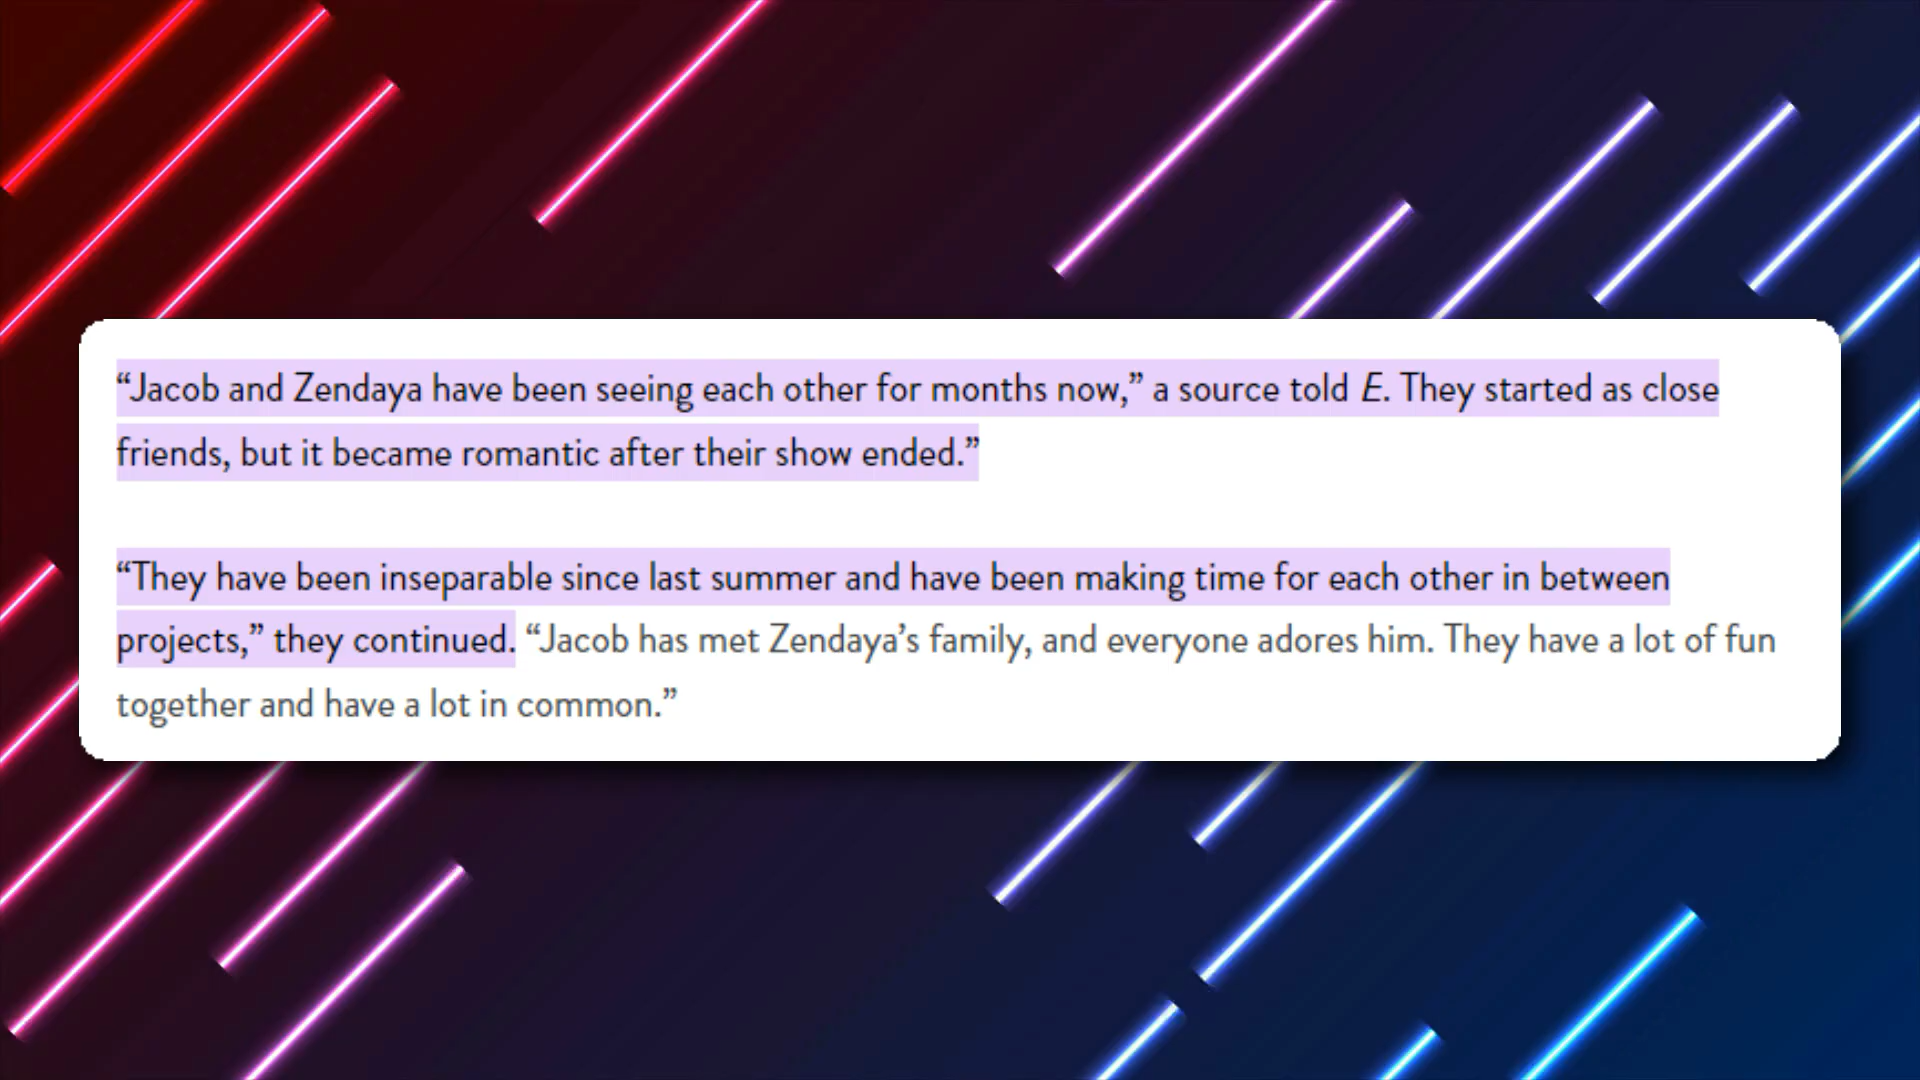 “Jacob and Zendaya have been seeing each other for months now,” a source told E. They started as close
friends, but it became romantic after their show ended.”
“They have been inseparable since last summer and have been making time for each other in between
projects,” they continued. “Jacob has met Zendaya’s family, and everyone adores him. They have a lot of fun
together and have a lot in common.”